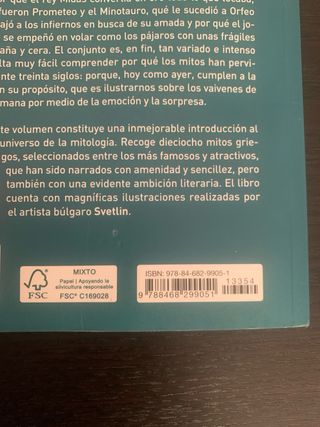 que el rey Midas convertía en oro
fueron Prometeo y el Minotauro, qué le sucedió a Orfeo
ajó a los infiernos en busca de su amada y por qué el jo-
se empeñó en volar como los pájaros con unas frágiles
aña y cera. El conjunto es, en fin, tan variado e intenso
lta muy fácil comprender por qué los mitos han pervi-
ente treinta siglos: porque, hoy como ayer, cumplen a la
n su propósito, que es ilustrarnos sobre los vaivenes de
mana por medio de la emoción y la sorpresa.
te volumen constituye una inmejorable introducción al
universo de la mitología. Recoge dieciocho mitos grie-
gos, seleccionados entre los más famosos y atractivos,
que han sido narrados con amenidad y sencillez, pero
también con una evidente ambición literaria. El libro
cuenta con magníficas ilustraciones realizadas por
el artista búlgaro Svetlin.
FSC
MIXTO
Papel | Apoyando la
silvicultura responsable
FSC® C169028
ISBN: 978-84-682-9905-1
13354
9 788468 299051